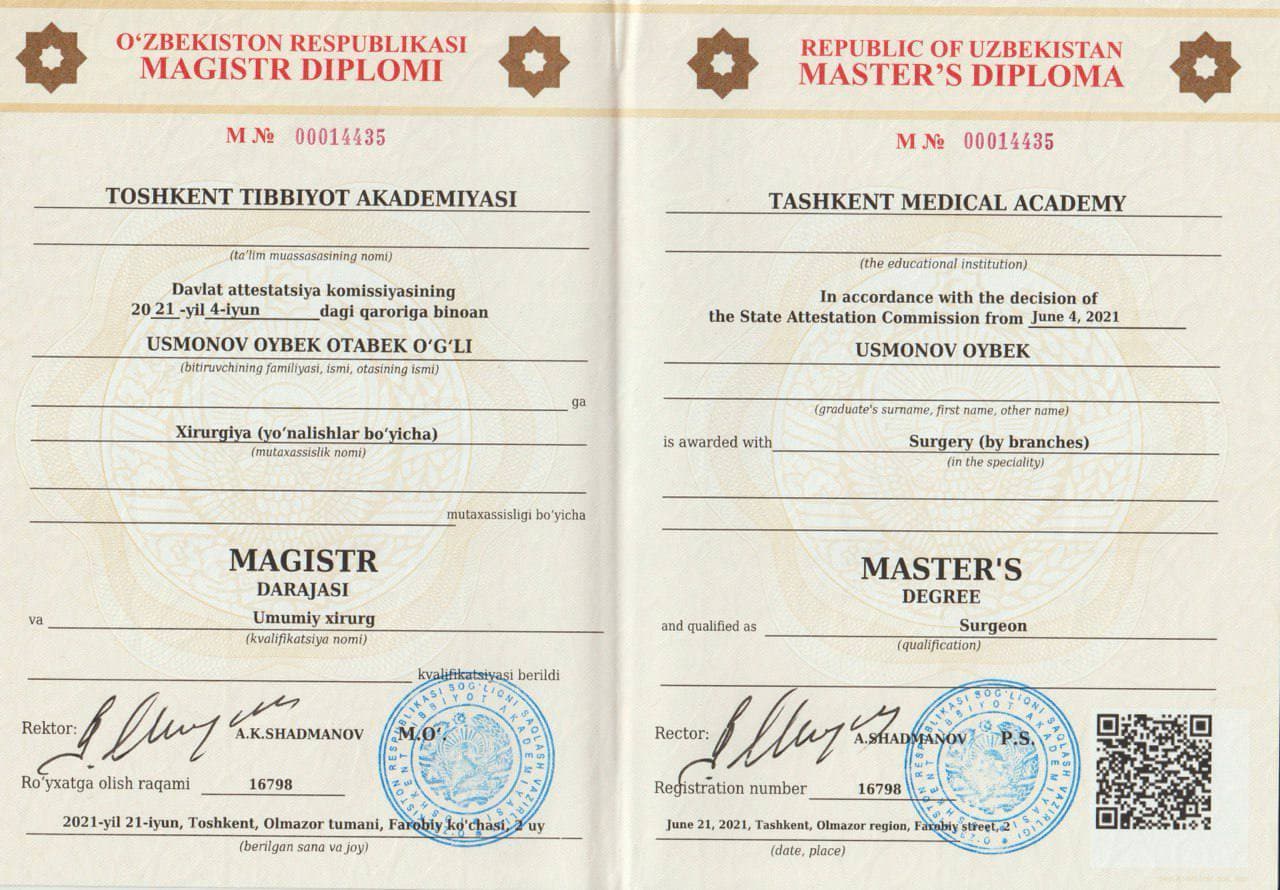 O‘ZBEKISTON RESPUBLIKASI
MAGISTR DIPLOMI
M № 00014435
TOSHKENT TIBBIYOT AKADEMIYASI
(ta’lim muassasasining nomi)
Davlat attestatsiya komissiyasining
20 21 -yil 4-iyun dagi qaroriga binoan
USMONOV OYBEK OTABEK O‘G‘LI
(bitiruvchining familiyasi, ismi, otasining ismi)
ga
Xirurgiya (yo‘nalishlar bo‘yicha)
(mutaxassislik nomi)
mutaxassisligi bo‘yicha
MAGISTR
DARAJASI
va Umumiy xirurg
(kvalifikatsiya nomi)
kvalifikatsiyasi berildi
Rektor: A.K.SHADMANOV M.O‘.
Ro‘yxatga olish raqami 16798
2021-yil 21-iyun, Toshkent, Olmazor tumani, Farobiy ko'chasi, 2 uy
(berilgan sana va joy)
REPUBLIC OF UZBEKISTAN
MASTER’S DIPLOMA
M № 00014435
TASHKENT MEDICAL ACADEMY
(the educational institution)
In accordance with the decision of
the State Attestation Commission from June 4, 2021
USMONOV OYBEK
(graduate's surname, first name, other name)
is awarded with Surgery (by branches)
(in the speciality)
MASTER'S
DEGREE
and qualified as Surgeon
(qualification)
Rector: A.SHADMANOV P.S.
Registration number 16798
June 21, 2021, Tashkent, Olmazor region, Farobiy street, 2
(date, place)